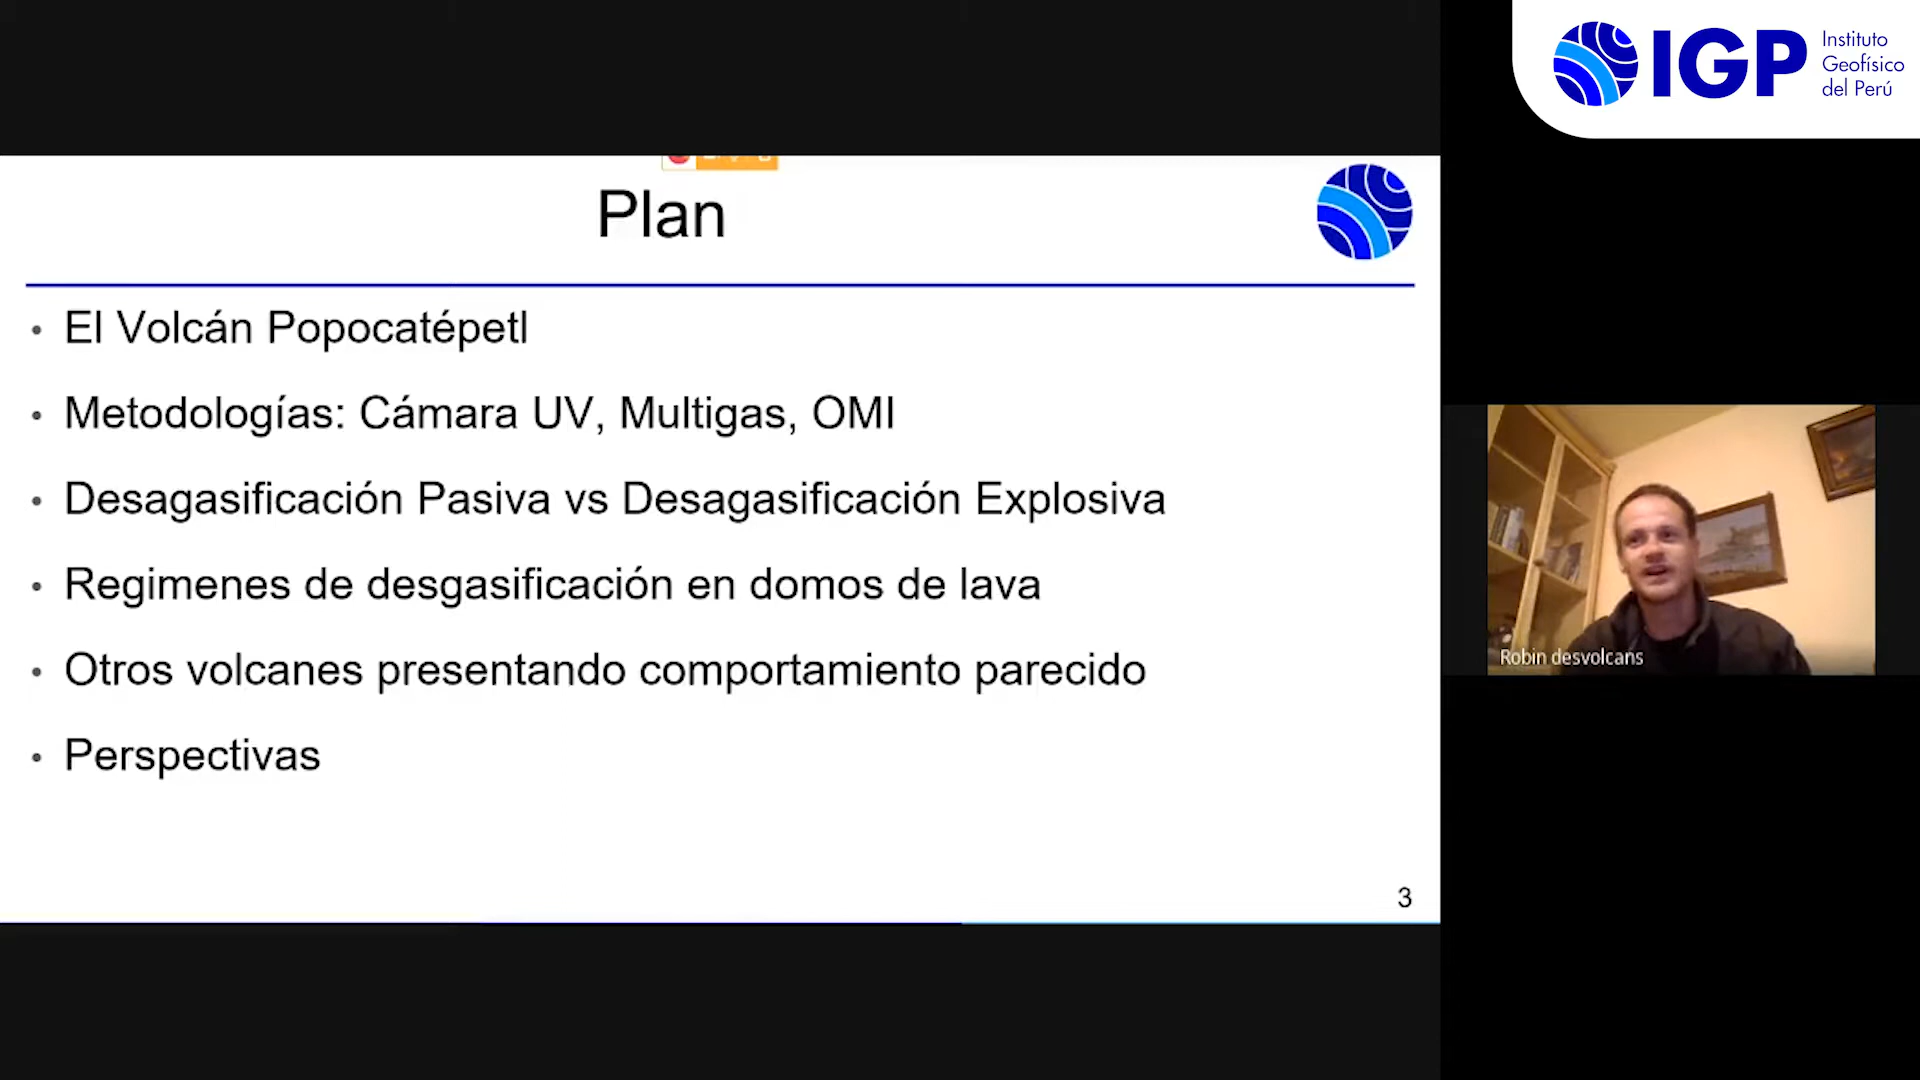 IGP
Instituto
Geofísico
del Perú
Plan
• El Volcán Popocatépetl
• Metodologías: Cámara UV, Multigas, OMI
• Desagasificación Pasiva vs Desagasificación Explosiva
• Regimenes de desgasificación en domos de lava
• Otros volcanes presentando comportamiento parecido
• Perspectivas
3
Robin desvolcans